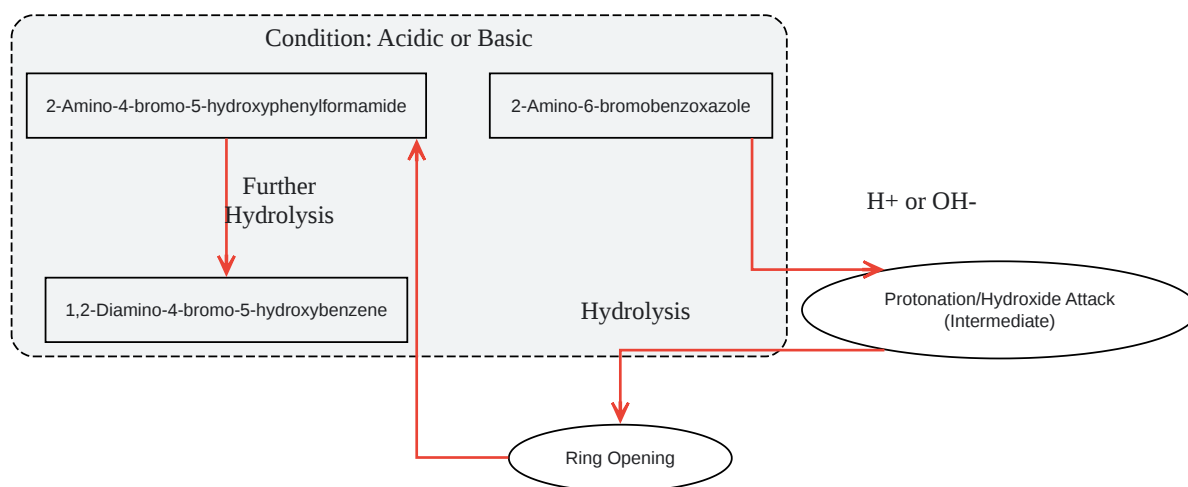 Condition: Acidic or Basic
2-Amino-4-bromo-5-hydroxyphenylformamide
2-Amino-6-bromobenzoxazole
Further
Hydrolysis
H+ or OH-
1,2-Diamino-4-bromo-5-hydroxybenzene
Hydrolysis
Protonation/Hydroxide Attack
(Intermediate)
Ring Opening